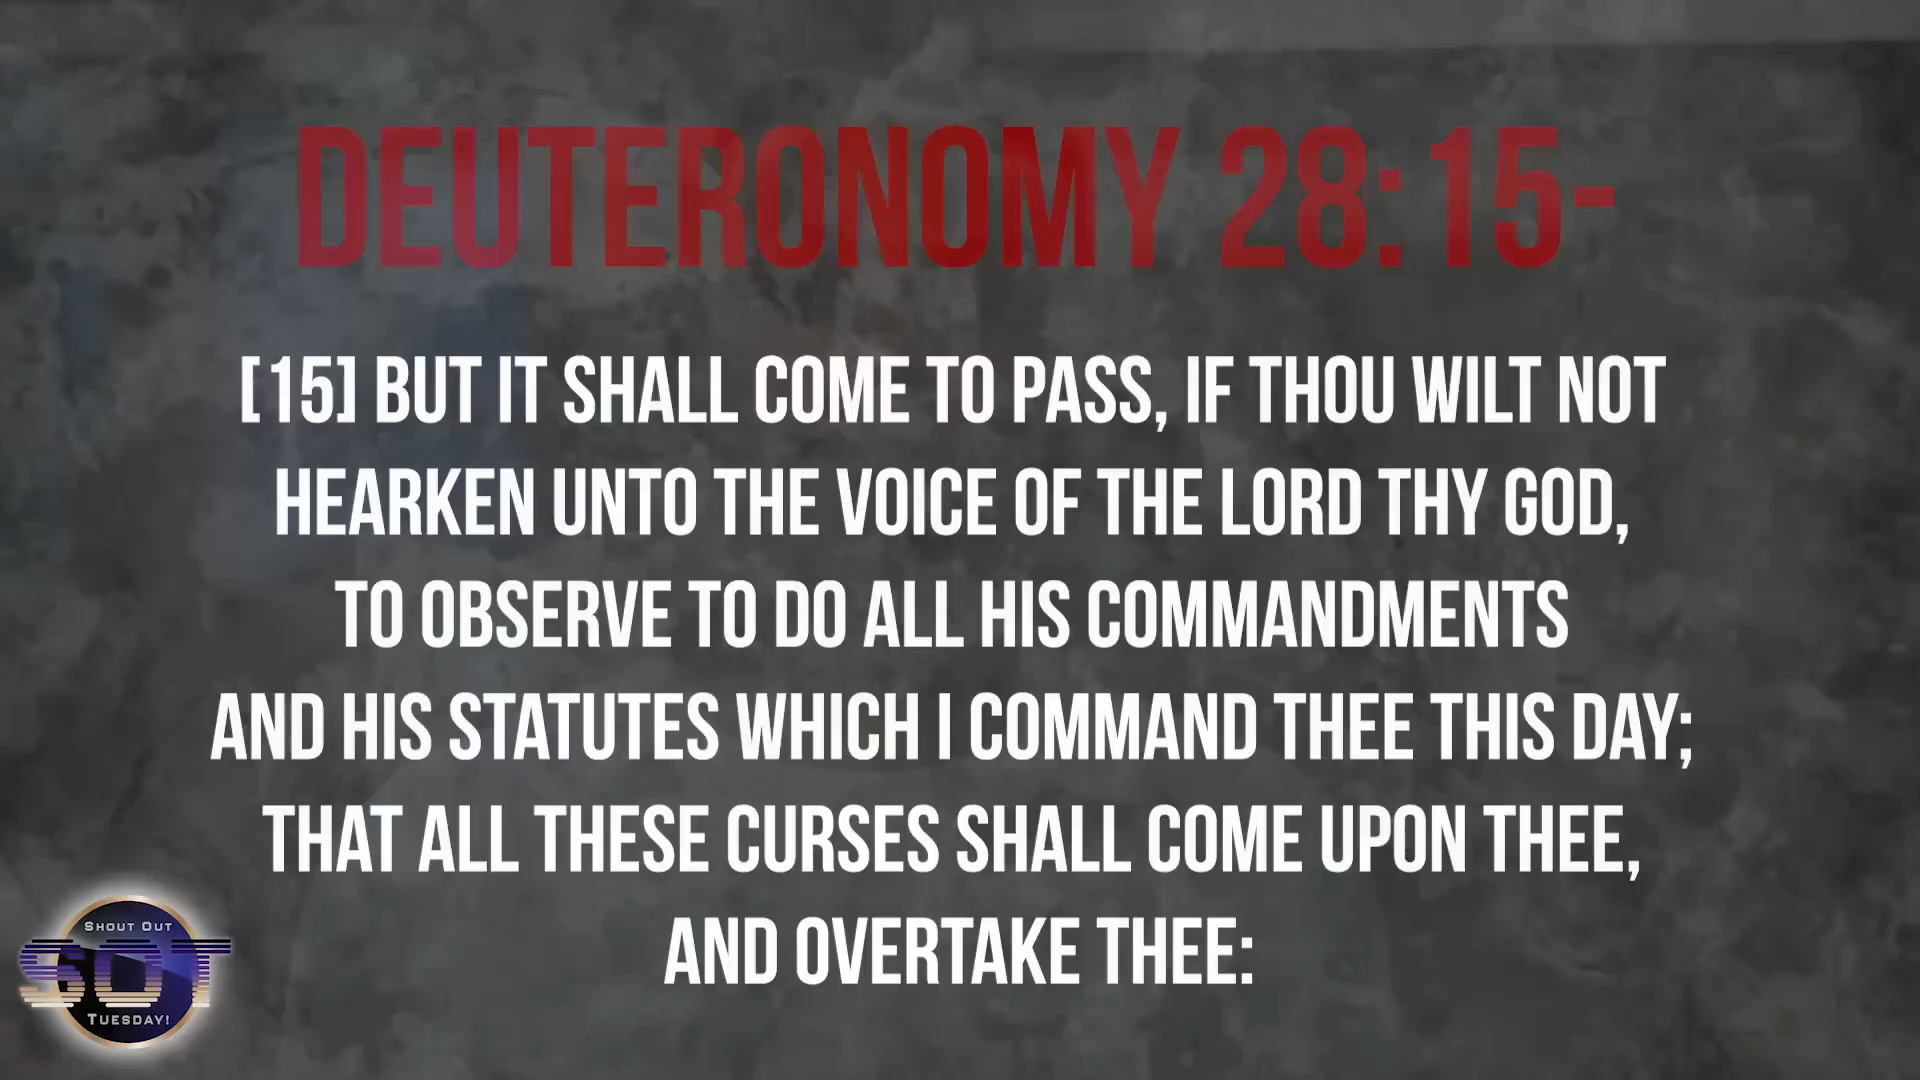 DEUTERONOMY 28:15-
[15] BUT IT SHALL COME TO PASS, IF THOU WILT NOT
HEARKEN UNTO THE VOICE OF THE LORD THY GOD,
TO OBSERVE TO DO ALL HIS COMMANDMENTS
AND HIS STATUTES WHICH I COMMAND THEE THIS DAY;
THAT ALL THESE CURSES SHALL COME UPON THEE,
AND OVERTAKE THEE:
SHOUT OUT
SOT
TUESDAY!